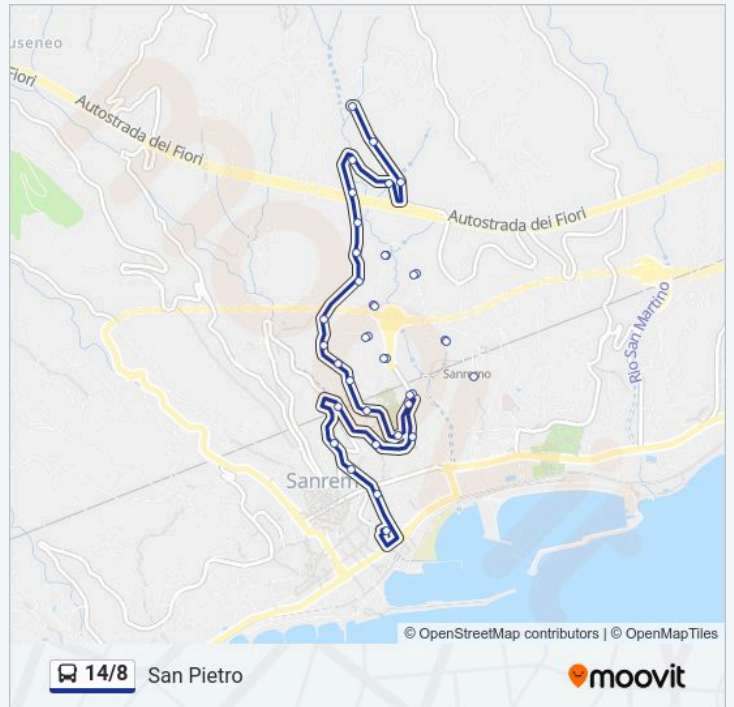 useneo
Fiori
Autostrada dei Fiori
Autostrada dei Fiori
Rio San Martino
Sanremo
Sanrem
© OpenStreetMap contributors | © OpenMapTiles
14/8 San Pietro
moovit